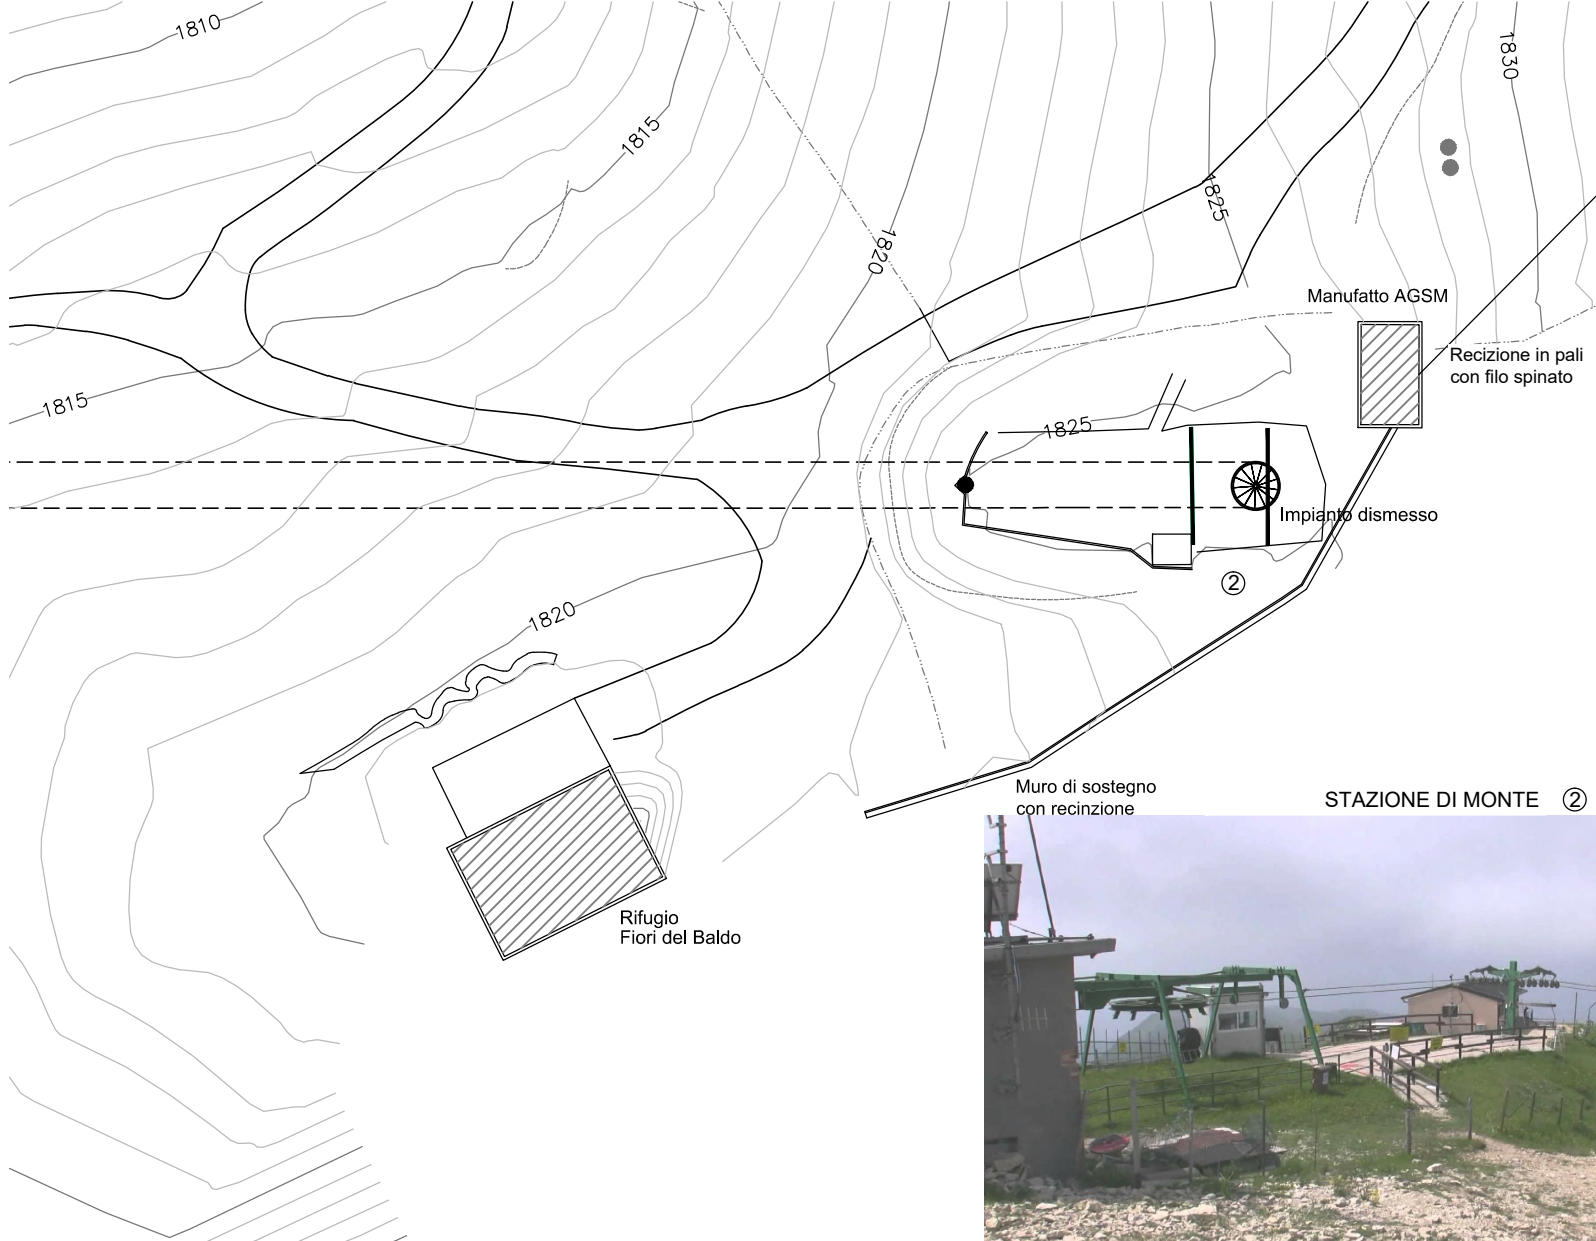 1810
1830
1815
1825
1820
Manufatto AGSM
Recizione in pali
con filo spinato
1815
1825
Impianto dismesso
2
1820
Muro di sostegno
con recinzione
STAZIONE DI MONTE 2
Rifugio
Fiori del Baldo